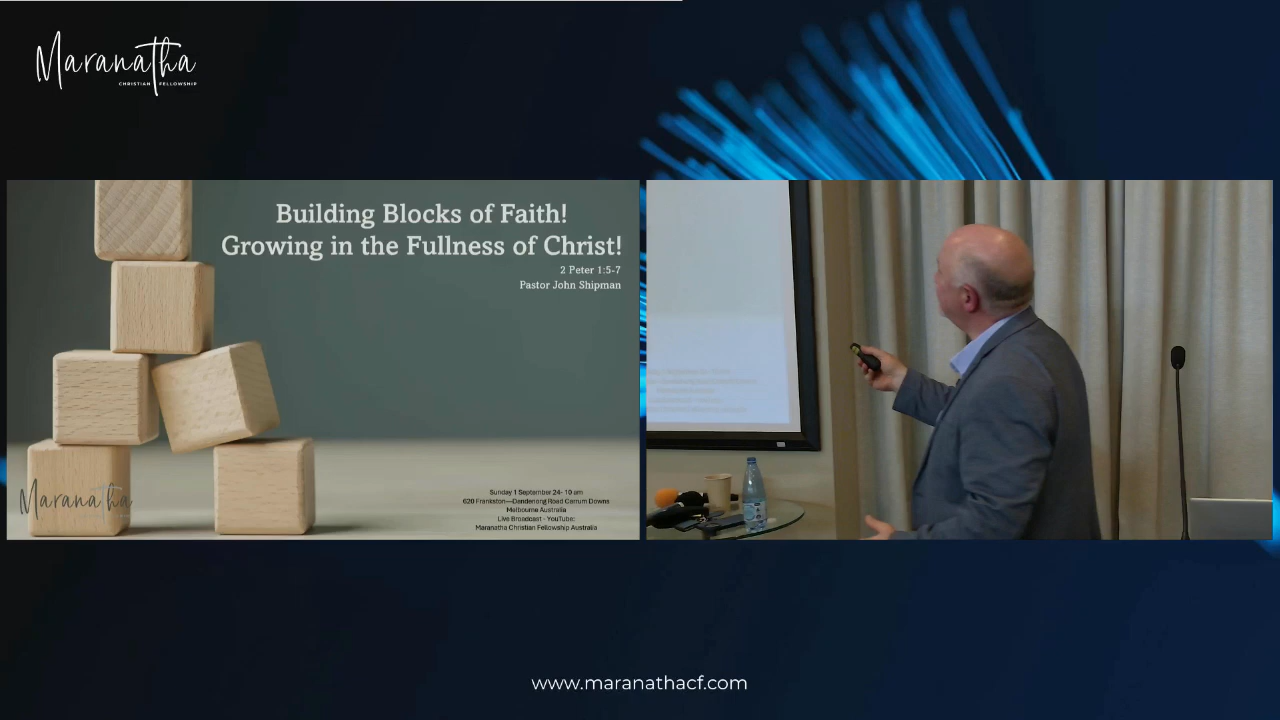 Maranatha
CHRISTIAN FELLOWSHIP
Building Blocks of Faith!
Growing in the Fullness of Christ!
2 Peter 1:5-7
Pastor John Shipman
Maranatha
Sunday 1 September 24- 10 am
620 Frankston—Dandenong Road Carrum Downs
Melbourne Australia
Live Broadcast - YouTube:
Maranatha Christian Fellowship Australia
www.maranathacf.com